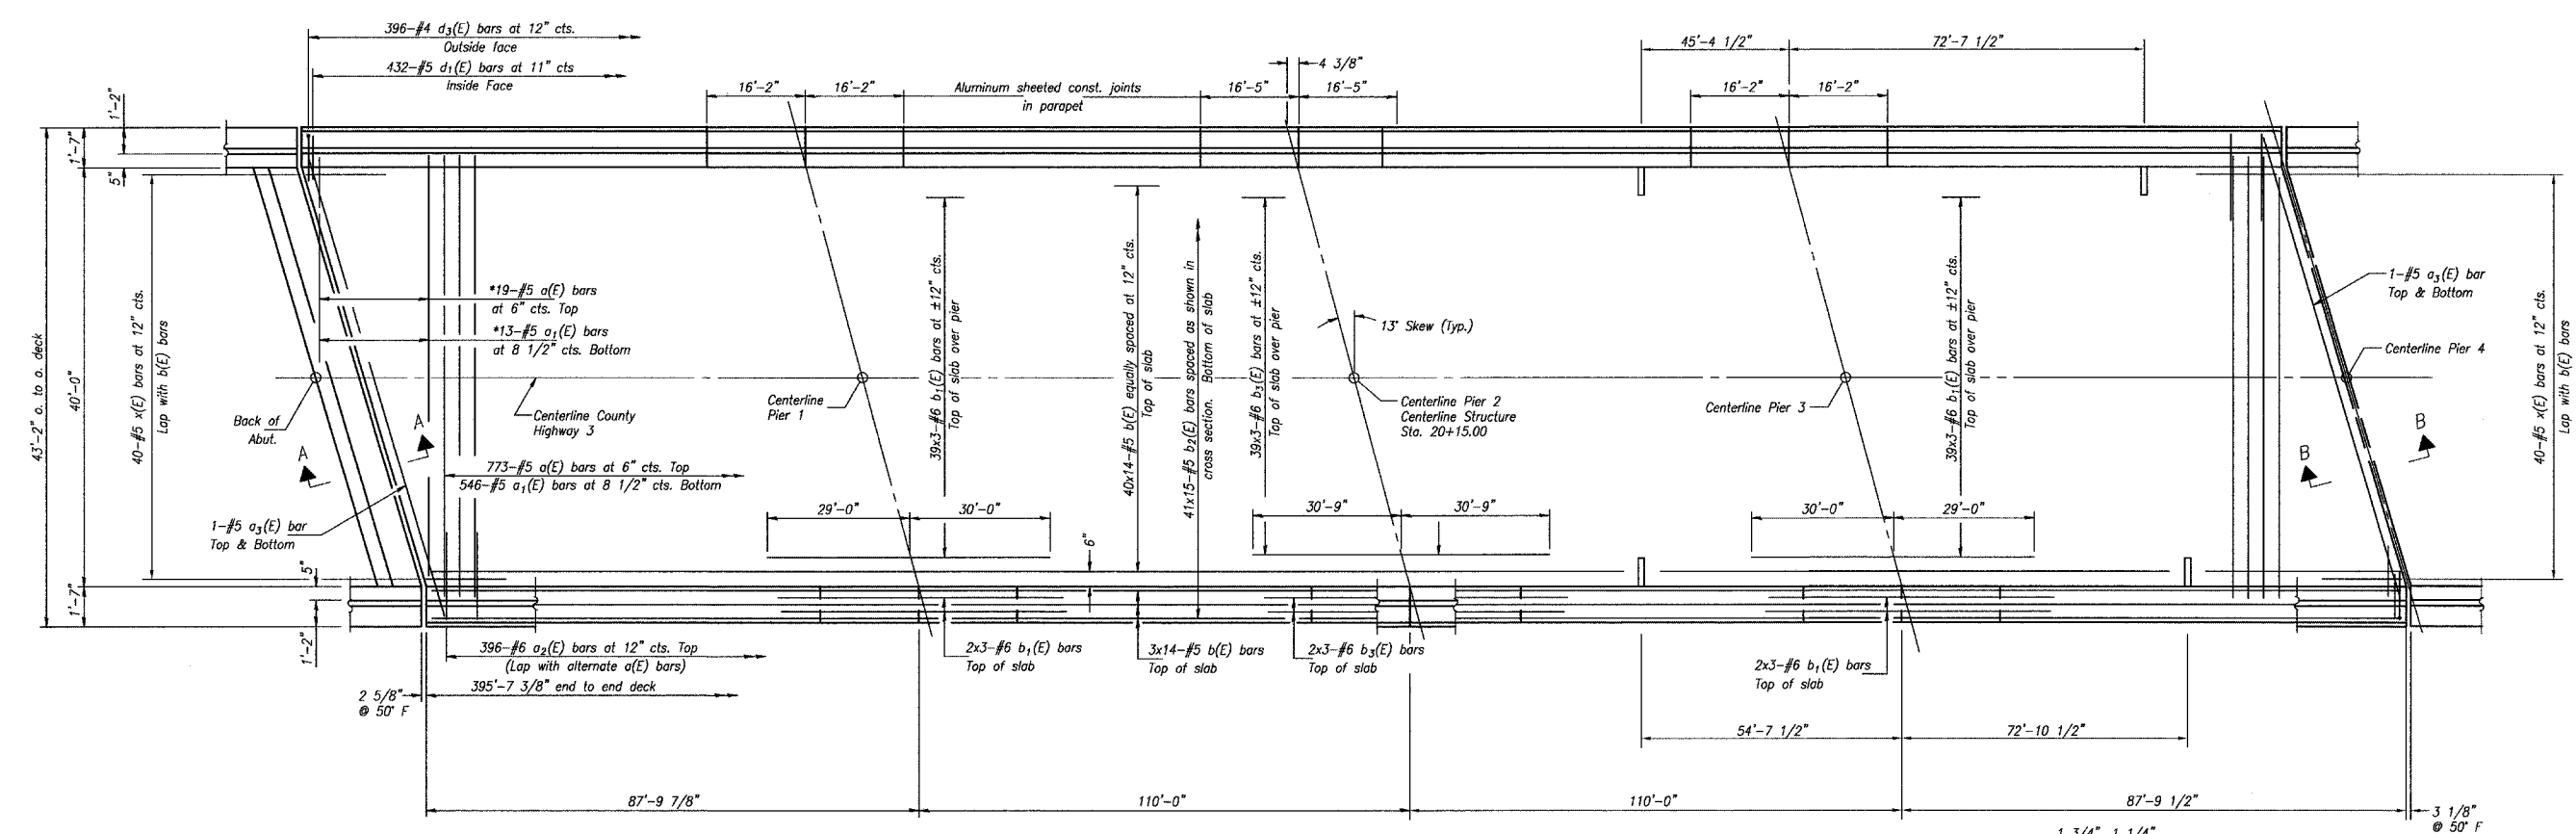 396-#4 d3(E) bars at 12" cts.
Outside face
432-#5 d1(E) bars at 11" cts
Inside Face
16'-2"
16'-2"
Aluminum sheeted const. joints
in parapet
16'-5"
4 3/8"
16'-5"
45'-4 1/2"
72'-7 1/2"
16'-2"
16'-2"
1'-2"
1'-7"
5"
43'-2" o. to o. deck
40'-0"
40-#5 x(E) bars at 12" cts.
Lap with b(E) bars
*19-#5 a(E) bars
at 6" cts. Top
*13-#5 a1(E) bars
at 8 1/2" cts. Bottom
Back of
Abut.
A
A
Centerline County
Highway 3
Centerline
Pier 1
39x3-#6 b1(E) bars at ±12" cts.
Top of slab over pier
40x14-#5 b(E) equally spaced at 12" cts.
Top of slab
41x15-#5 b2(E) bars spaced as shown in
cross section. Bottom of slab
39x3-#6 b3(E) bars at ±12" cts.
Top of slab over pier
13° Skew (Typ.)
Centerline Pier 2
Centerline Structure
Sta. 20+15.00
Centerline Pier 3
39x3-#6 b1(E) bars at ±12" cts.
Top of slab over pier
1-#5 a3(E) bar
Top & Bottom
Centerline Pier 4
B
B
40-#5 x(E) bars at 12" cts.
Lap with b(E) bars
773-#5 a(E) bars at 6" cts. Top
546-#5 a1(E) bars at 8 1/2" cts. Bottom
1-#5 a3(E) bar
Top & Bottom
29'-0"
30'-0"
6"
30'-9"
30'-9"
30'-0"
29'-0"
5"
1'-7"
1'-2"
396-#6 a2(E) bars at 12" cts. Top
(Lap with alternate a(E) bars)
395'-7 3/8" end to end deck
2 5/8"
@ 50° F
2x3-#6 b1(E) bars
Top of slab
3x14-#5 b(E) bars
Top of slab
2x3-#6 b3(E) bars
Top of slab
2x3-#6 b1(E) bars
Top of slab
54'-7 1/2"
72'-10 1/2"
87'-9 7/8"
110'-0"
110'-0"
87'-9 1/2"
3 1/8"
@ 50° F
1 3/4" 1 1/4"